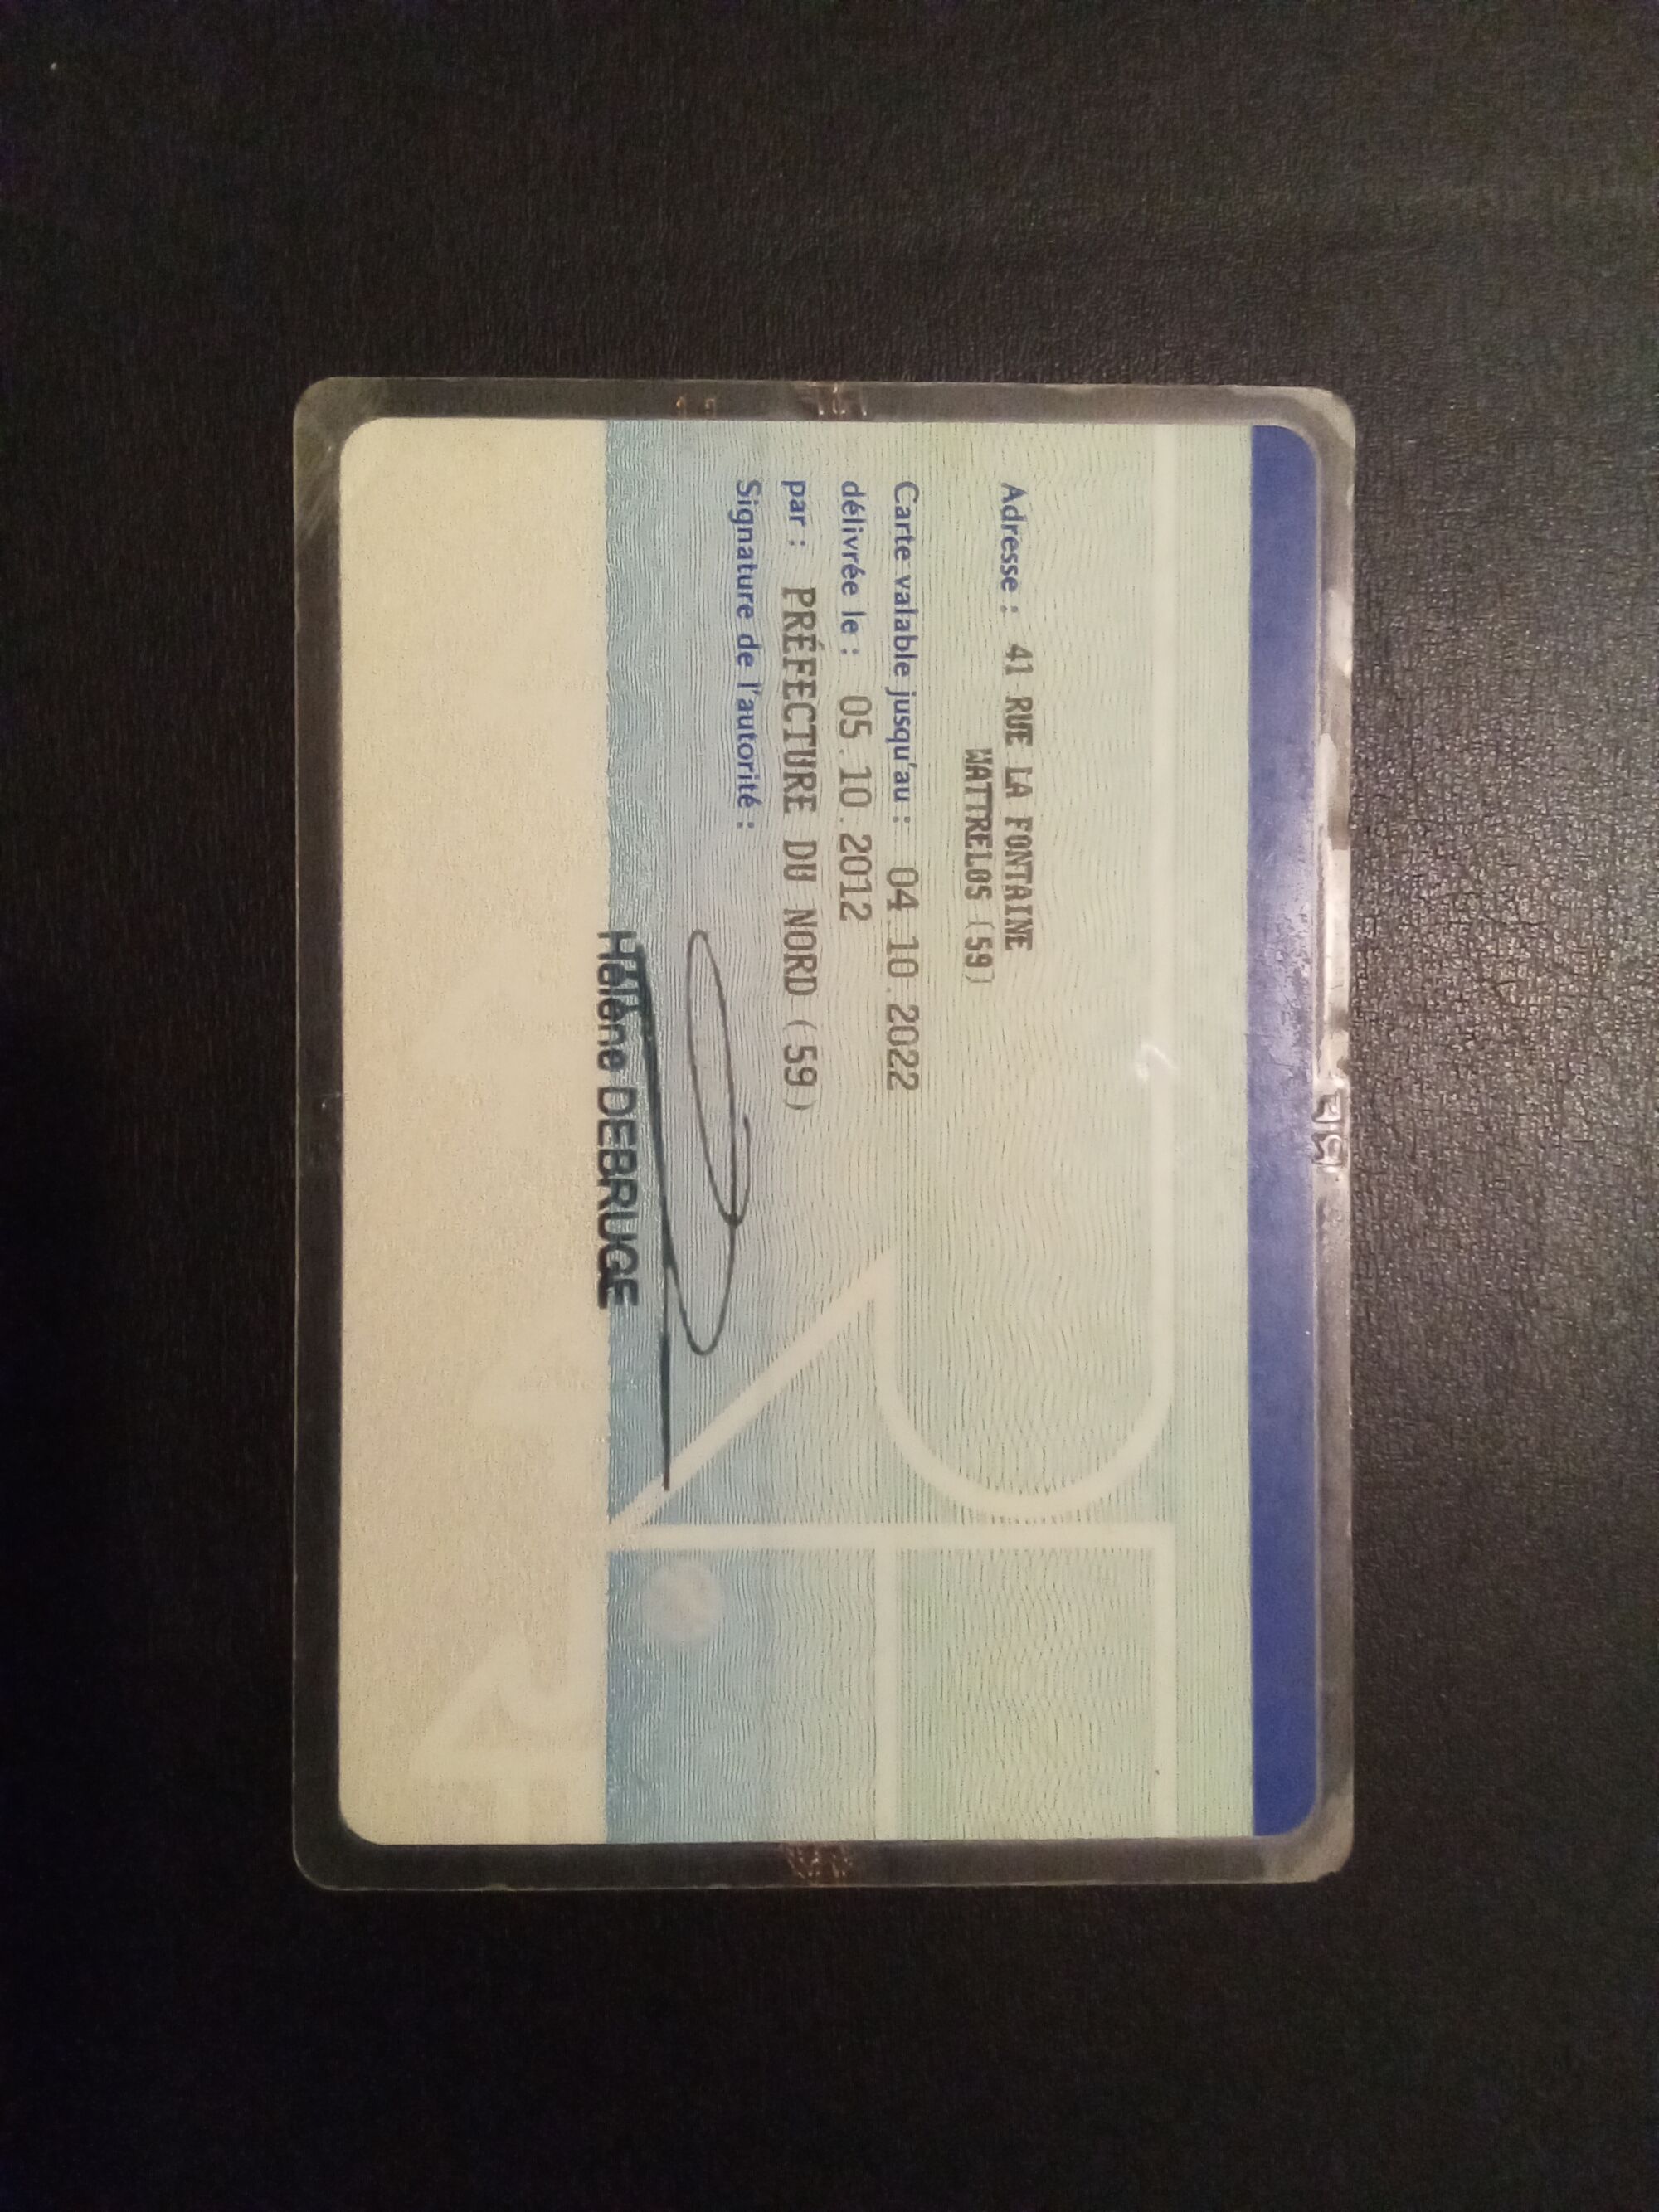 Adresse : 41 RUE LA FONTAINE
WATTRELOS (59)
Carte valable jusqu'au : 04.10.2022
délivrée le : 05.10.2012
par : PRÉFECTURE DU NORD (59)
Signature de l'autorité :
Hélène DEBRUGE
RF